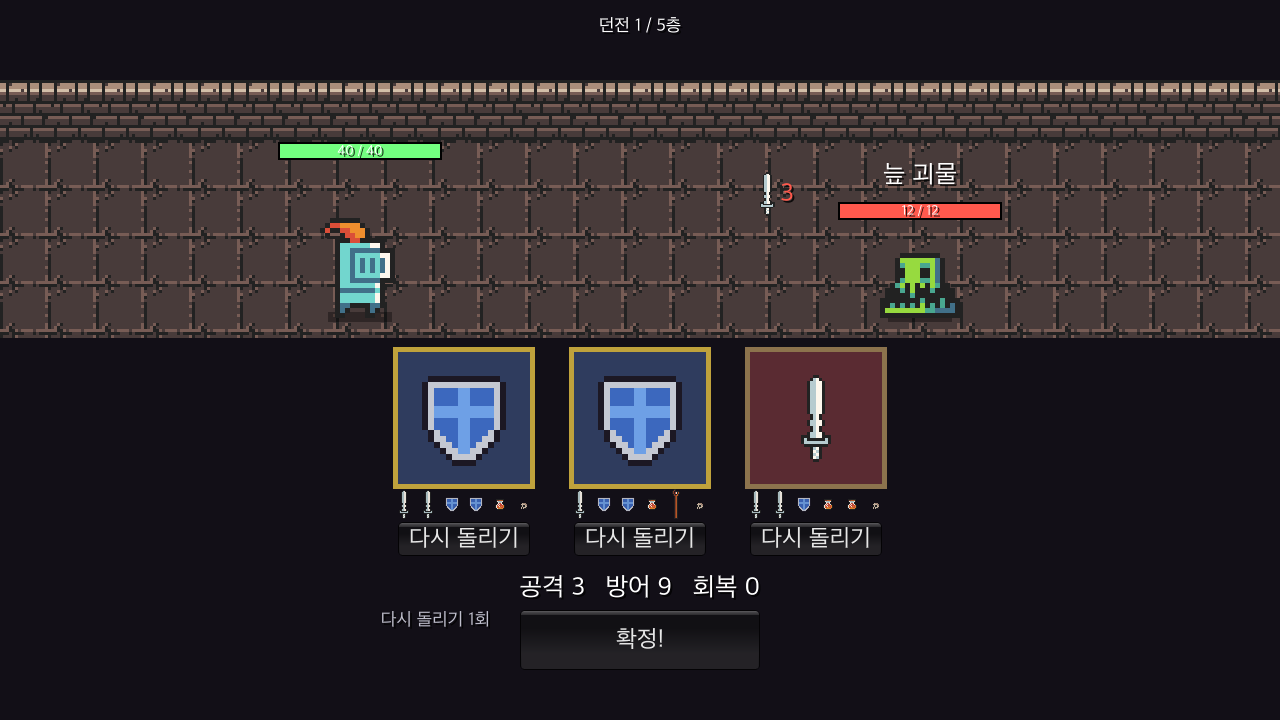 던전 1 / 5층
40 / 40
늪 괴물
3
12 / 12
다시 돌리기 다시 돌리기 다시 돌리기
공격 3 방어 9 회복 0
다시 돌리기 1회
확정!